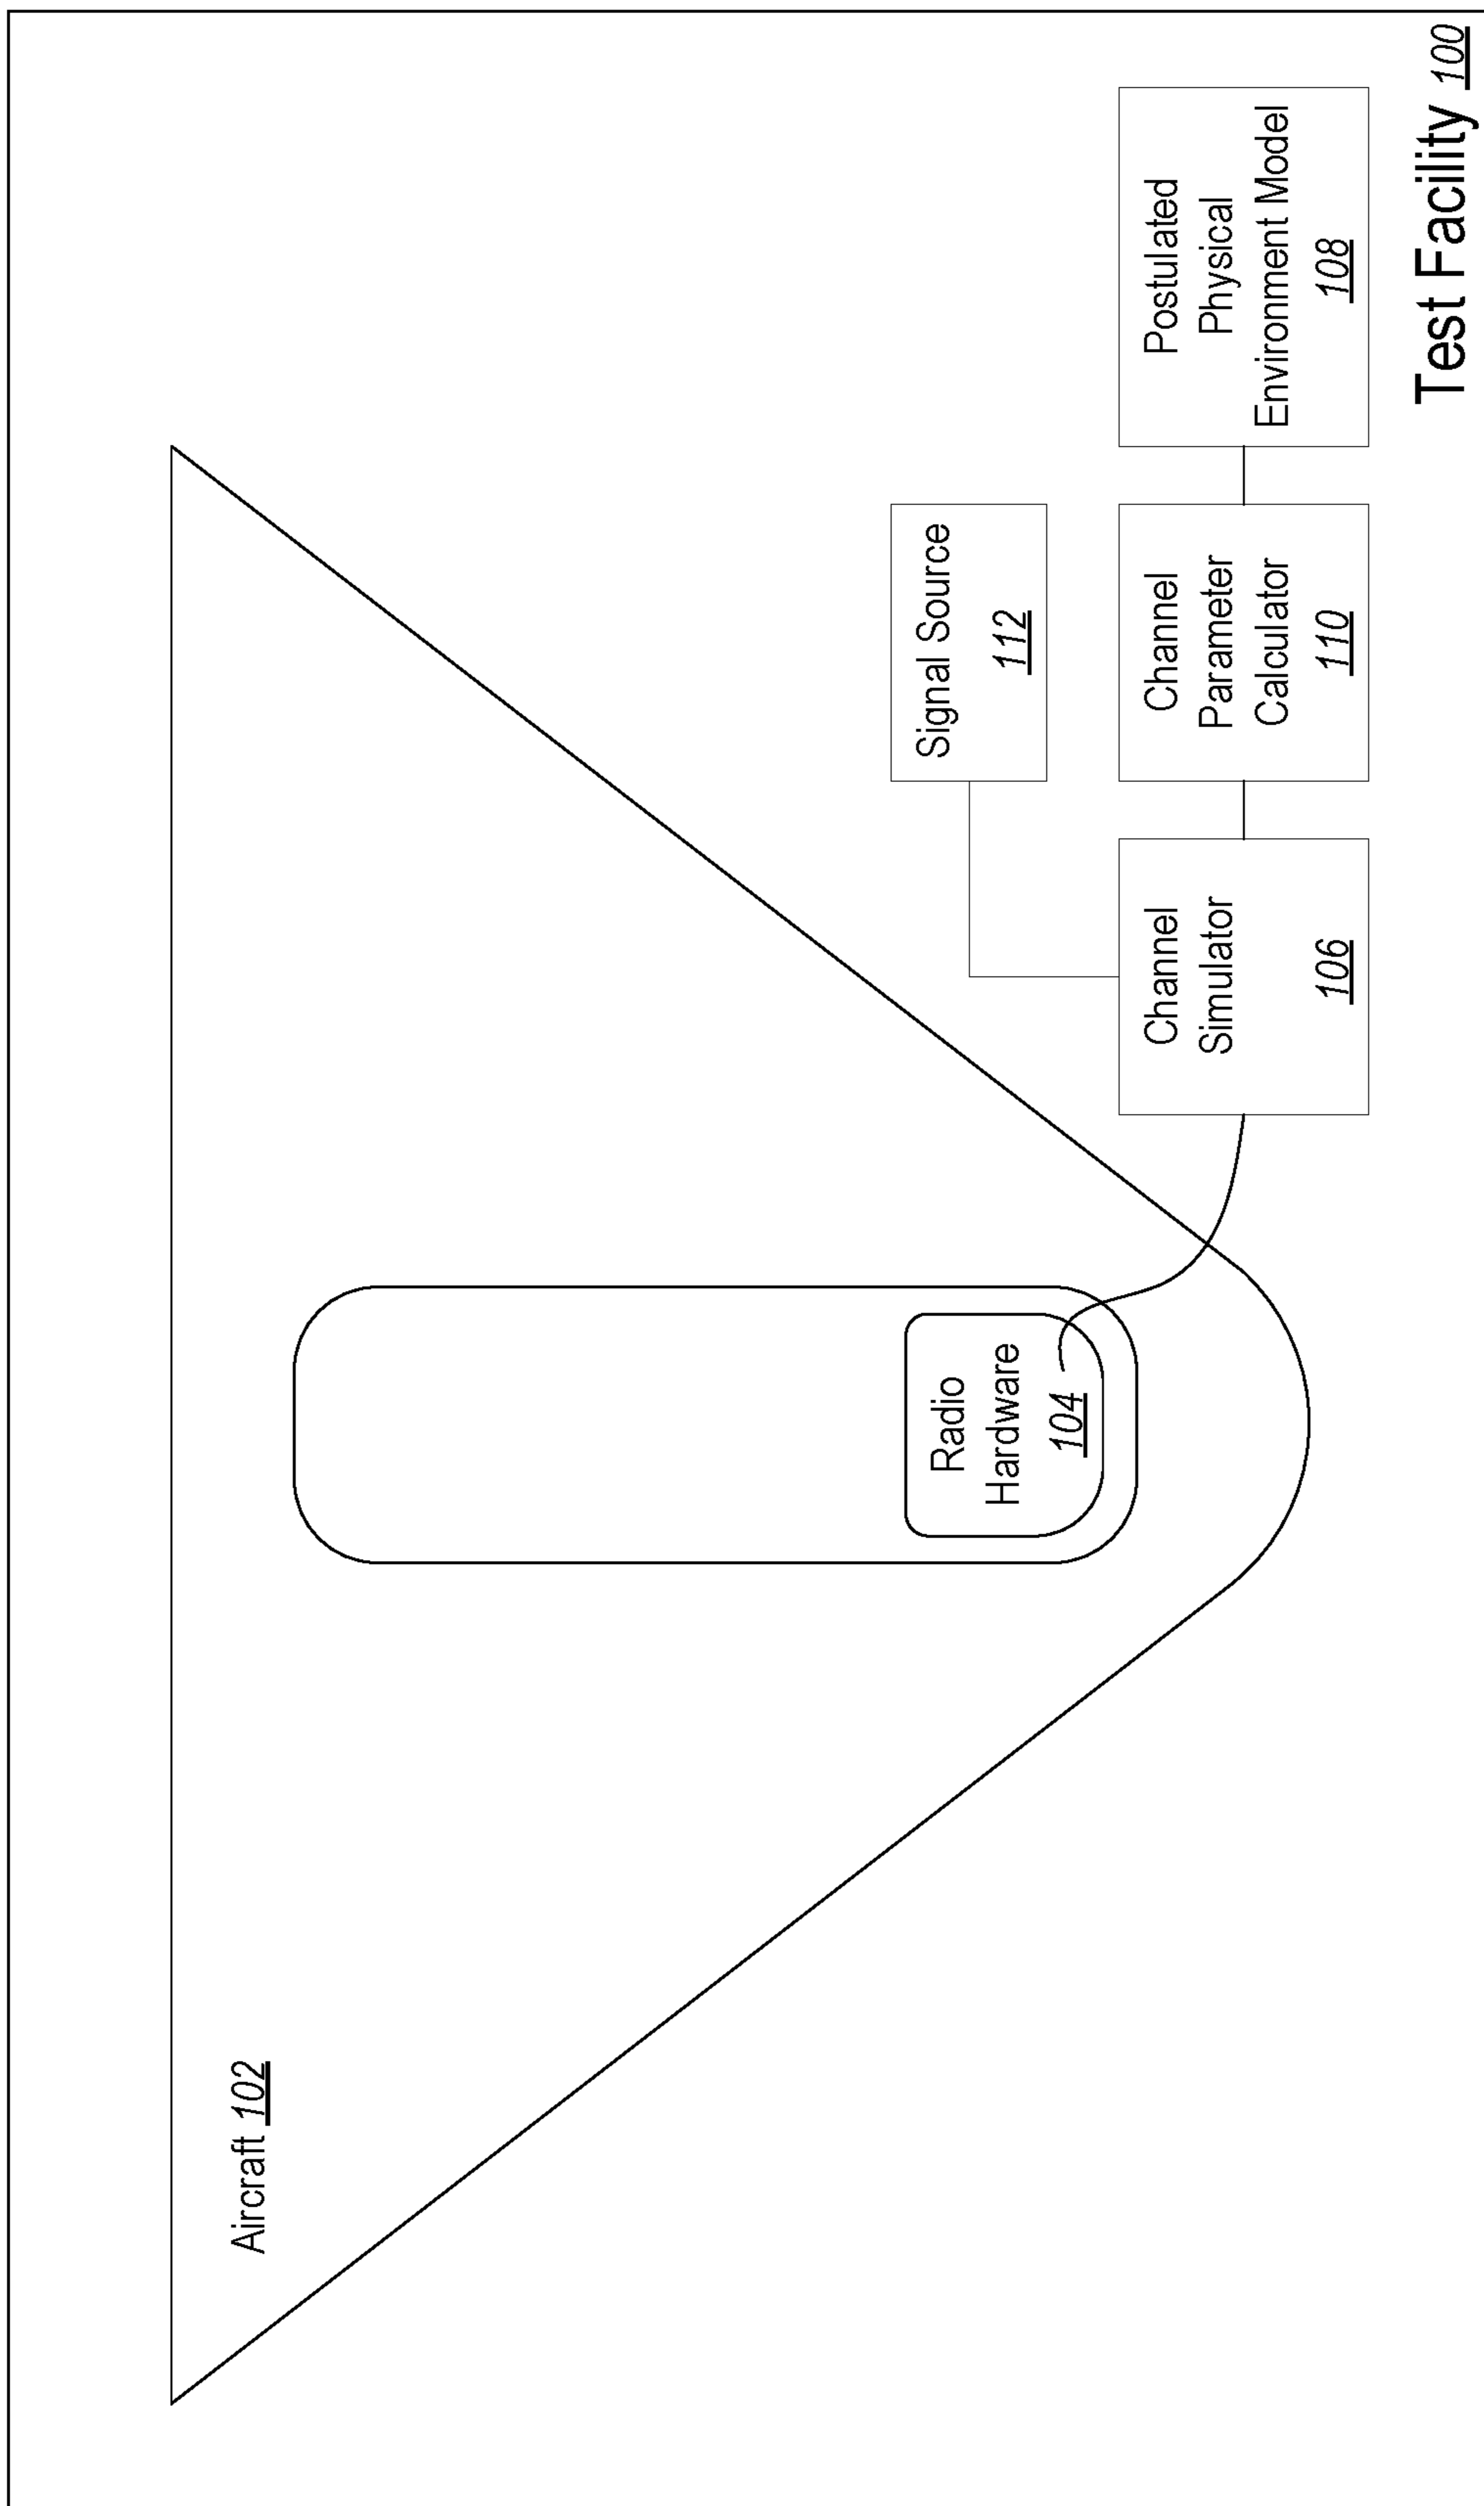 Aircraft 102
Radio
Hardware
104
Signal Source
112
Channel
Simulator
106
Channel
Parameter
Calculator
110
Postulated
Physical
Environment Model
108
Test Facility 100